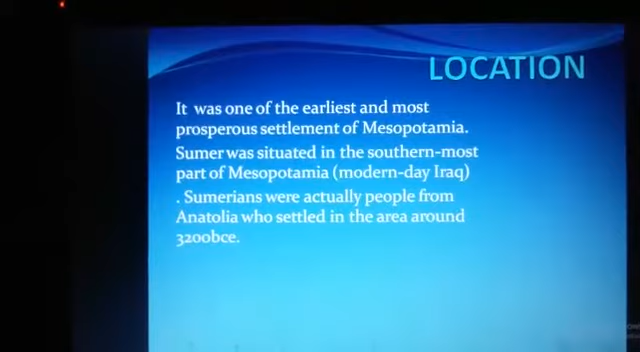 LOCATION
It was one of the earliest and most
prosperous settlement of Mesopotamia.
Sumer was situated in the southern-most
part of Mesopotamia (modern-day Iraq)
. Sumerians were actually people from
Anatolia who settled in the area around
3200bce.